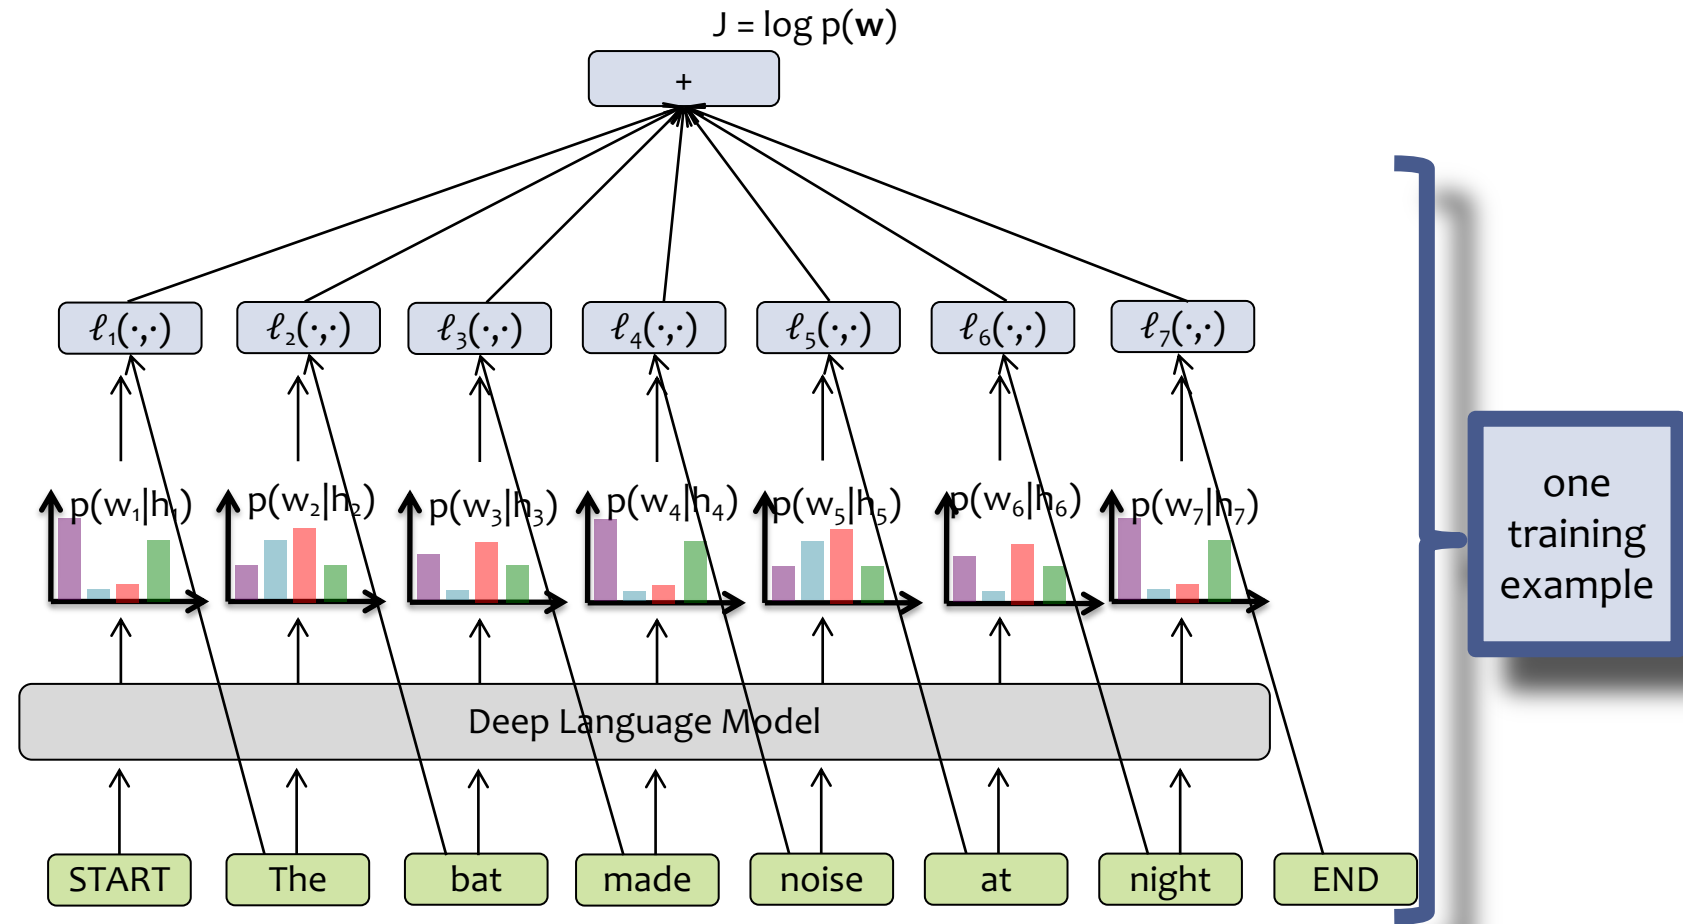 J = log p(w)
+
ℓ₁(·,·) ℓ₂(·,·) ℓ₃(·,·) ℓ₄(·,·) ℓ₅(·,·) ℓ₆(·,·) ℓ₇(·,·)
p(w₁|h₁) p(w₂|h₂) p(w₃|h₃) p(w₄|h₄) p(w₅|h₅) p(w₆|h₆) p(w₇|h₇)
one
training
example
Deep Language Model
START The bat made noise at night END